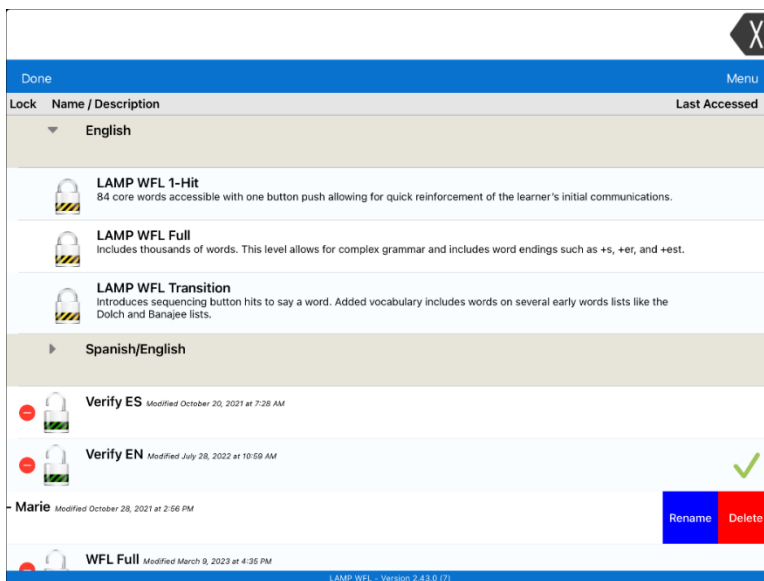 X
Done Menu
Lock Name / Description Last Accessed
English
LAMP WFL 1-Hit
84 core words accessible with one button push allowing for quick reinforcement of the learner's initial communications.
LAMP WFL Full
Includes thousands of words. This level allows for complex grammar and includes word endings such as +s, +er, and +est.
LAMP WFL Transition
Introduces sequencing button hits to say a word. Added vocabulary includes words on several early words lists like the
Dolch and Banajee lists.
Spanish/English
Verify ES Modified October 20, 2021 at 7:28 AM
Verify EN Modified July 28, 2022 at 10:59 AM
- Marie Modified October 28, 2021 at 2:56 PM
Rename Delete
WFL Full Modified March 9, 2023 at 4:35 PM
LAMP WFL - Version 2.43.0 (7)